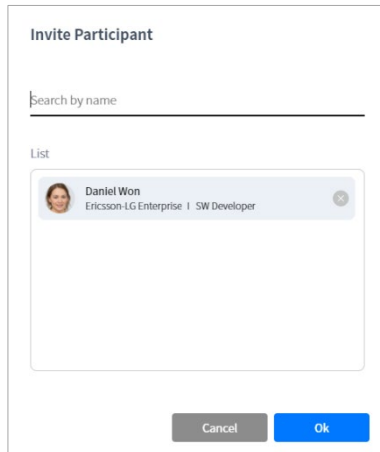 Invite Participant
Search by name
List
Daniel Won
Ericsson-LG Enterprise I SW Developer
Cancel
Ok